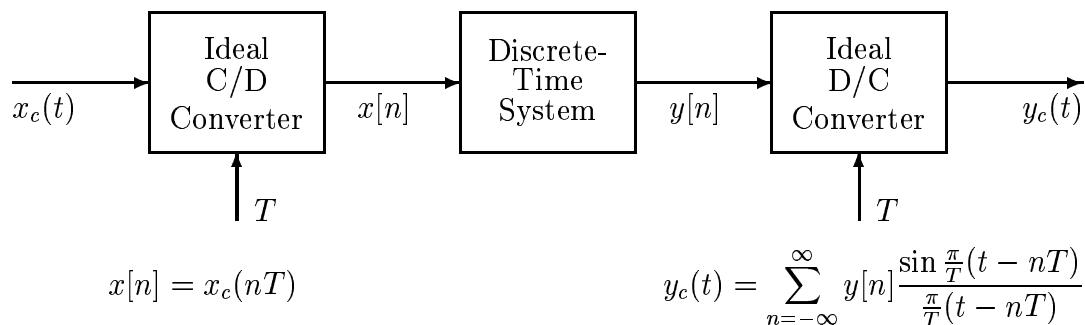 Ideal
C/D
Converter
Discrete-
Time
System
Ideal
D/C
Converter
x_c(t)
x[n]
y[n]
y_c(t)
T
T
x[n] = x_c(nT)
y_c(t) = \sum_{n=-\infty}^{\infty} y[n] \frac{\sin \frac{\pi}{T}(t - nT)}{\frac{\pi}{T}(t - nT)}